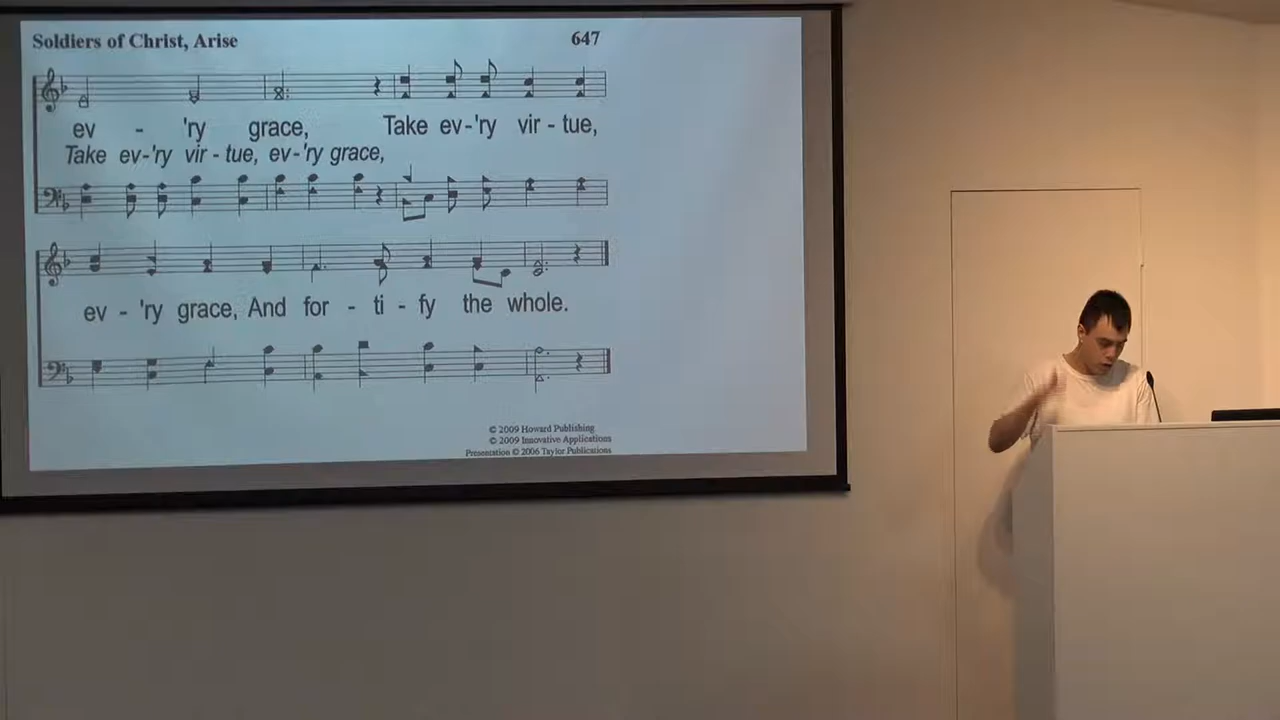 Soldiers of Christ, Arise 647
ev - 'ry grace, Take ev-'ry vir - tue,
Take ev-'ry vir - tue, ev-'ry grace,
ev - 'ry grace, And for - ti - fy the whole.
© 2009 Howard Publishing
© 2009 Innovative Applications
Presentation © 2006 Taylor Publications